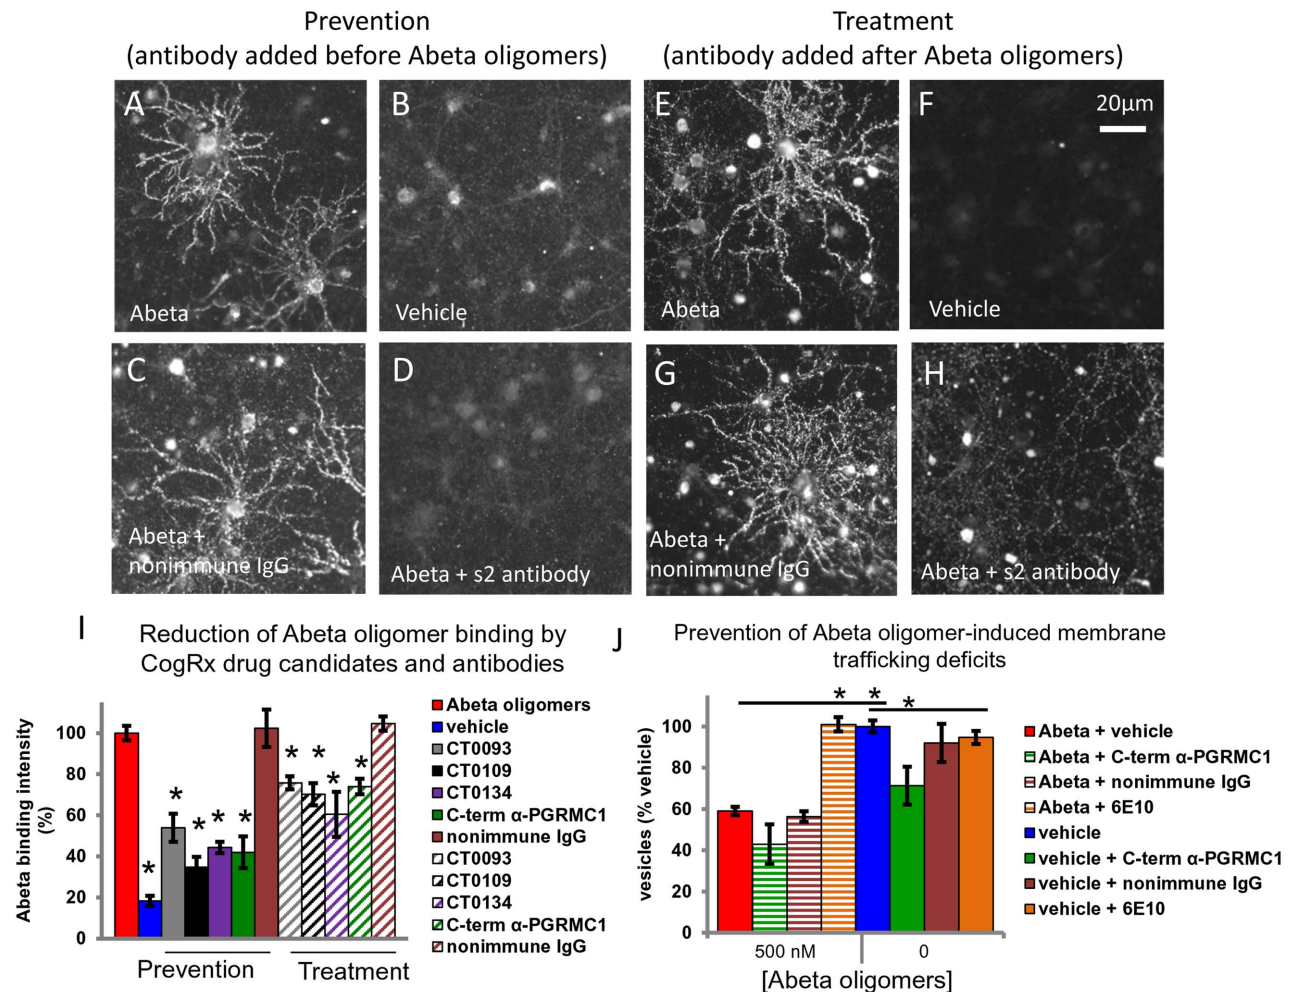 Prevention
(antibody added before Abeta oligomers)
Treatment
(antibody added after Abeta oligomers)
A
Abeta
B
Vehicle
E
Abeta
F
20μm
Vehicle
C
Abeta +
nonimmune IgG
D
Abeta + s2 antibody
G
Abeta +
nonimmune IgG
H
Abeta + s2 antibody
I
Reduction of Abeta oligomer binding by
CogRx drug candidates and antibodies
Abeta binding intensity
(%)
100
80
60
40
20
0
*
*
*
*
*
*
*
*
*
Prevention
Treatment
Abeta oligomers
vehicle
CT0093
CT0109
CT0134
C-term α-PGRMC1
nonimmune IgG
CT0093
CT0109
CT0134
C-term α-PGRMC1
nonimmune IgG
J
Prevention of Abeta oligomer-induced membrane
trafficking deficits
vesicles (% vehicle)
100
80
60
40
20
0
* * *
500 nM
0
[Abeta oligomers]
Abeta + vehicle
Abeta + C-term α-PGRMC1
Abeta + nonimmune IgG
Abeta + 6E10
vehicle
vehicle + C-term α-PGRMC1
vehicle + nonimmune IgG
vehicle + 6E10